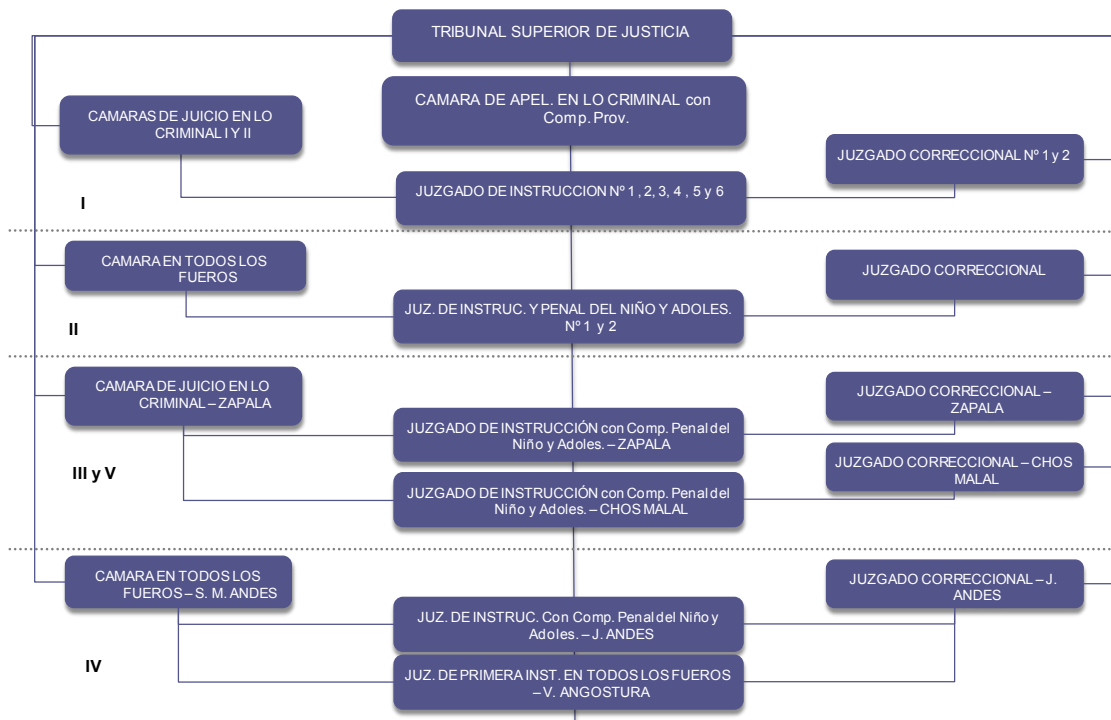 TRIBUNAL SUPERIOR DE JUSTICIA
CAMARA DE APEL. EN LO CRIMINAL con
Comp. Prov.
CAMARAS DE JUICIO EN LO
CRIMINAL I Y II
JUZGADO CORRECCIONAL Nº 1 y 2
JUZGADO DE INSTRUCCION Nº 1 , 2, 3, 4 , 5 y 6
I
CAMARA EN TODOS LOS
FUEROS
JUZGADO CORRECCIONAL
JUZ. DE INSTRUC. Y PENAL DEL NIÑO Y ADOLES.
Nº 1 y 2
II
CAMARA DE JUICIO EN LO
CRIMINAL – ZAPALA
JUZGADO CORRECCIONAL –
ZAPALA
JUZGADO DE INSTRUCCIÓN con Comp. Penal del
Niño y Adoles. – ZAPALA
III y V
JUZGADO CORRECCIONAL – CHOS
MALAL
JUZGADO DE INSTRUCCIÓN con Comp. Penal del
Niño y Adoles. – CHOS MALAL
CAMARA EN TODOS LOS
FUEROS – S. M. ANDES
JUZGADO CORRECCIONAL – J.
ANDES
JUZ. DE INSTRUC. Con Comp. Penal del Niño y
Adoles. – J. ANDES
IV
JUZ. DE PRIMERA INST. EN TODOS LOS FUEROS
– V. ANGOSTURA